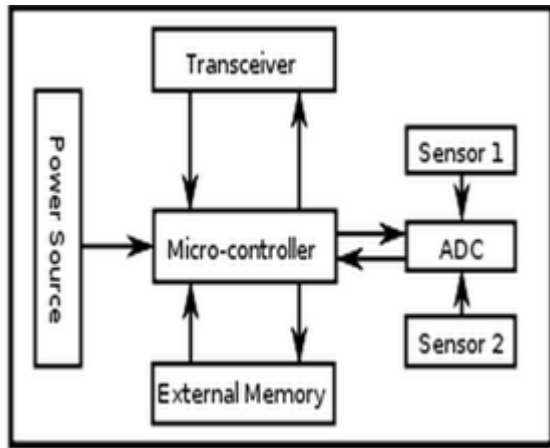 Transceiver
Power Source
Sensor 1
Micro-controller
ADC
Sensor 2
External Memory